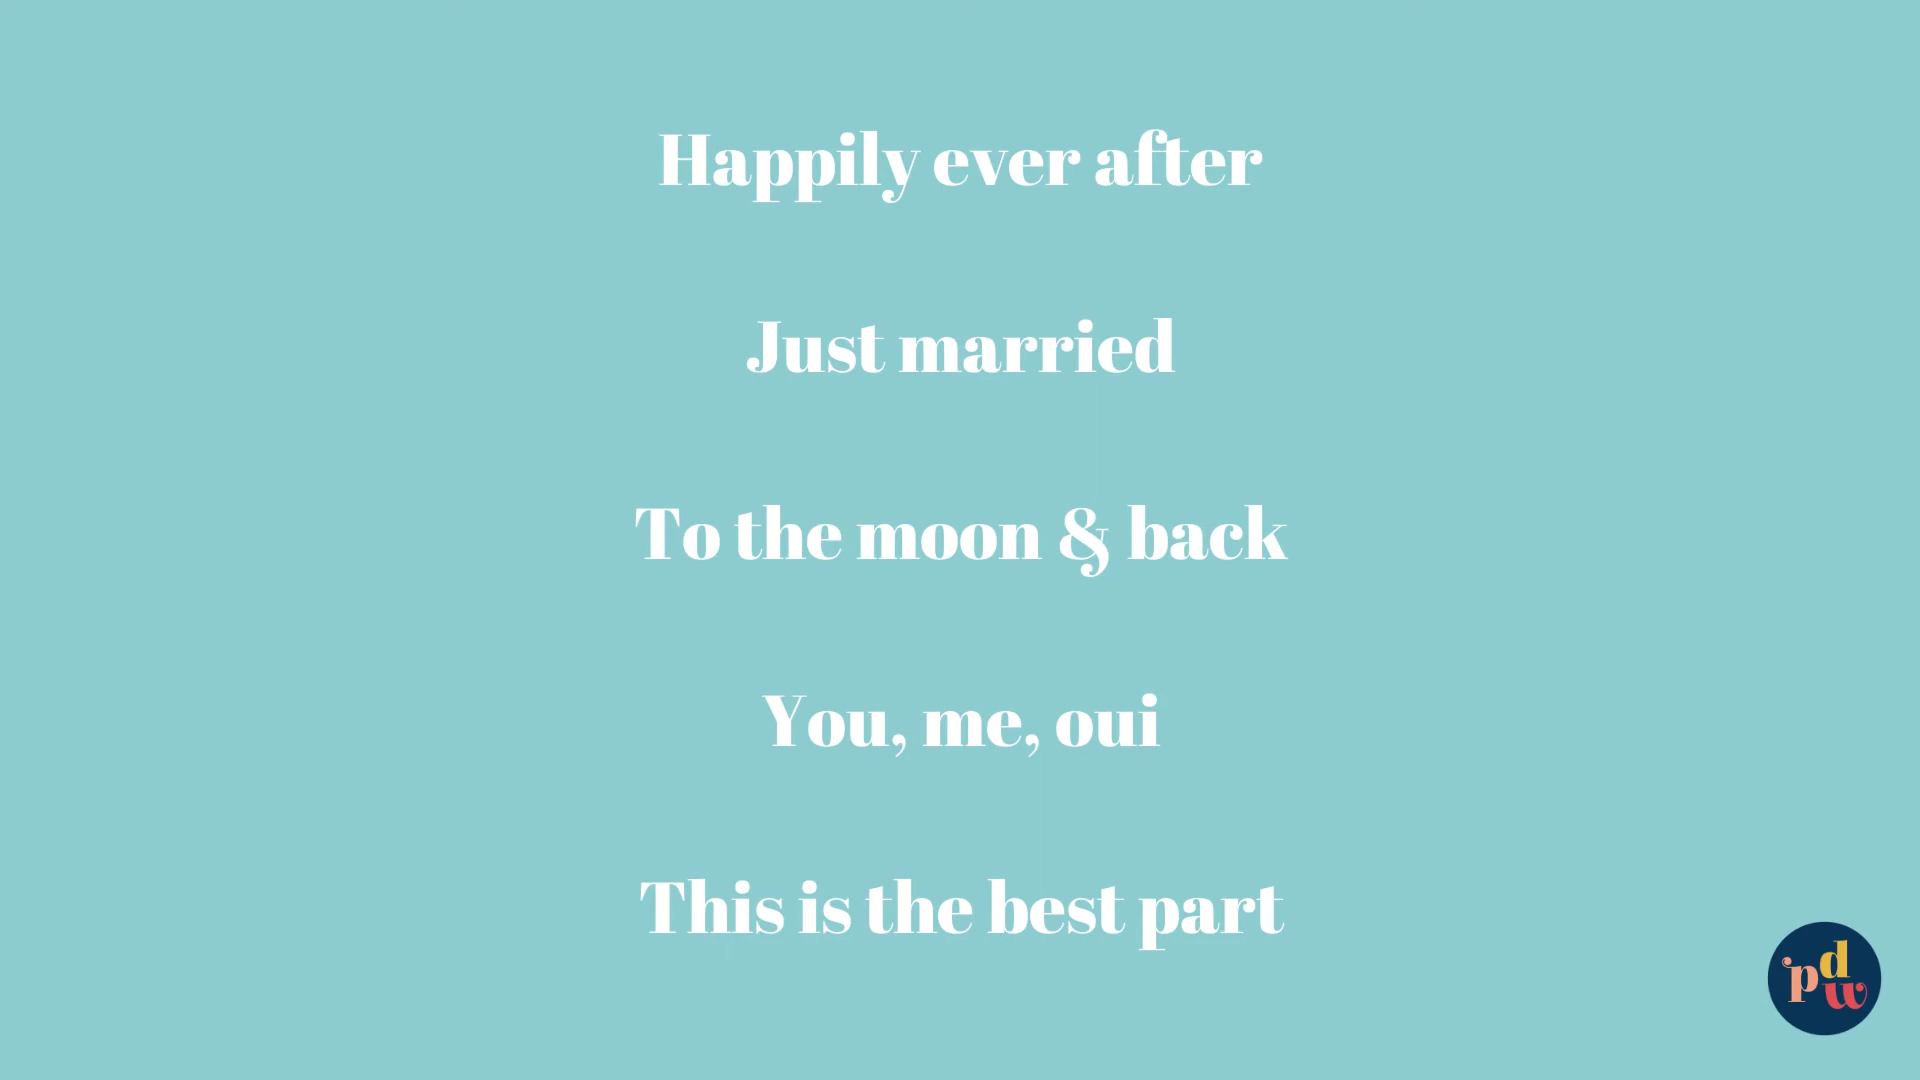 Happily ever after
Just married
To the moon & back
You, me, oui
This is the best part
pdw